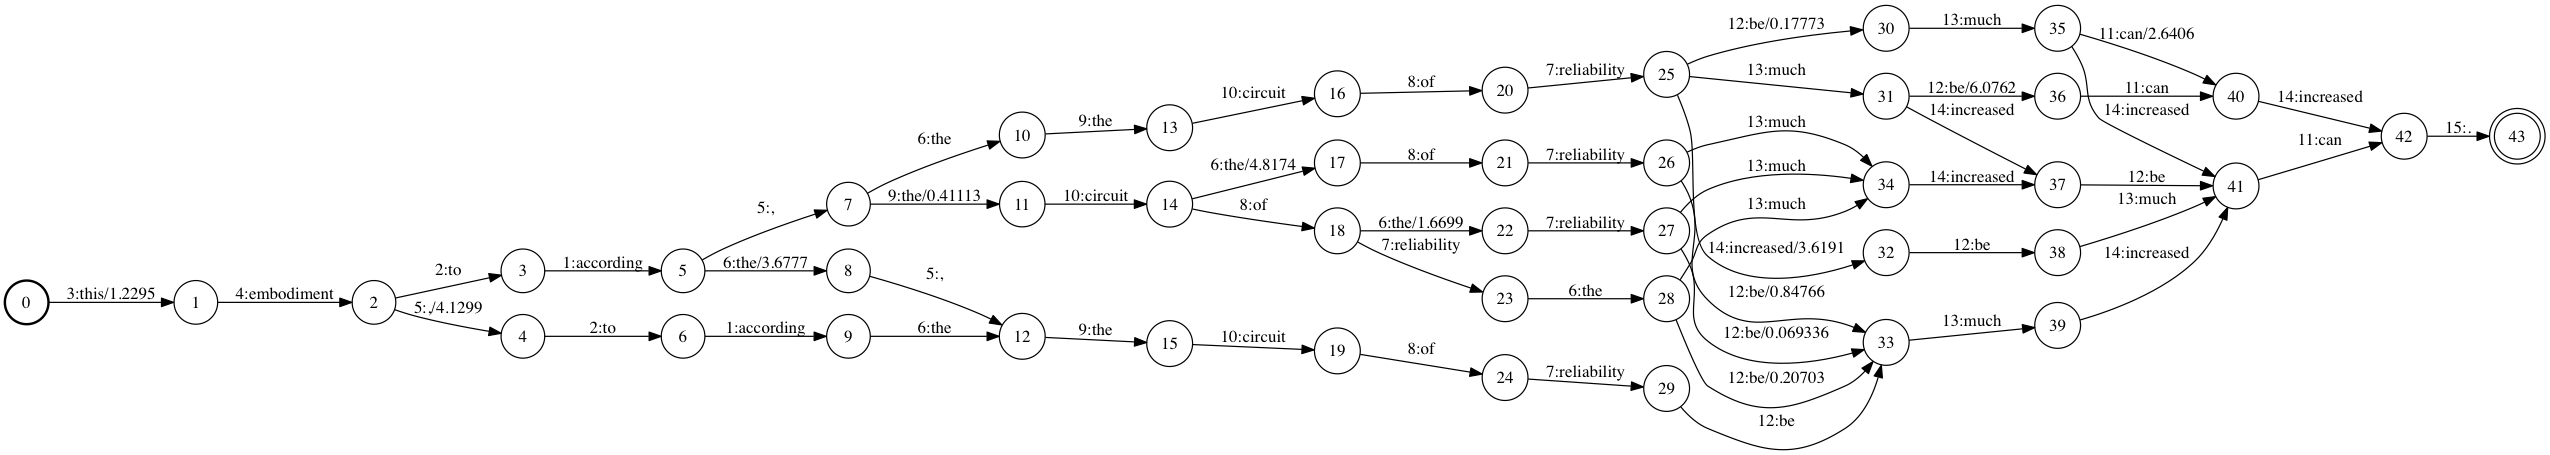 12:be/0.17773
30
13:much
35
11:can/2.6406
7:reliability
25
13:much
31
12:be/6.0762
36
11:can
40
14:increased
10:circuit
16
8:of
20
14:increased
14:increased
6:the
10
9:the
13
13:much
42
15:.
43
11:can
6:the/4.8174
17
8:of
21
7:reliability
26
13:much
34
14:increased
37
12:be
41
5:,
7
9:the/0.41113
11
10:circuit
14
8:of
18
6:the/1.6699
22
7:reliability
27
13:much
13:much
7:reliability
14:increased/3.6191
32
12:be
38
14:increased
2:to
3
1:according
5
6:the/3.6777
8
5:,
0
3:this/1.2295
1
4:embodiment
2
5:,/4.1299
4
2:to
6
1:according
9
6:the
12
9:the
15
10:circuit
19
8:of
24
7:reliability
29
23
6:the
28
12:be/0.84766
12:be/0.069336
33
13:much
39
12:be/0.20703
12:be